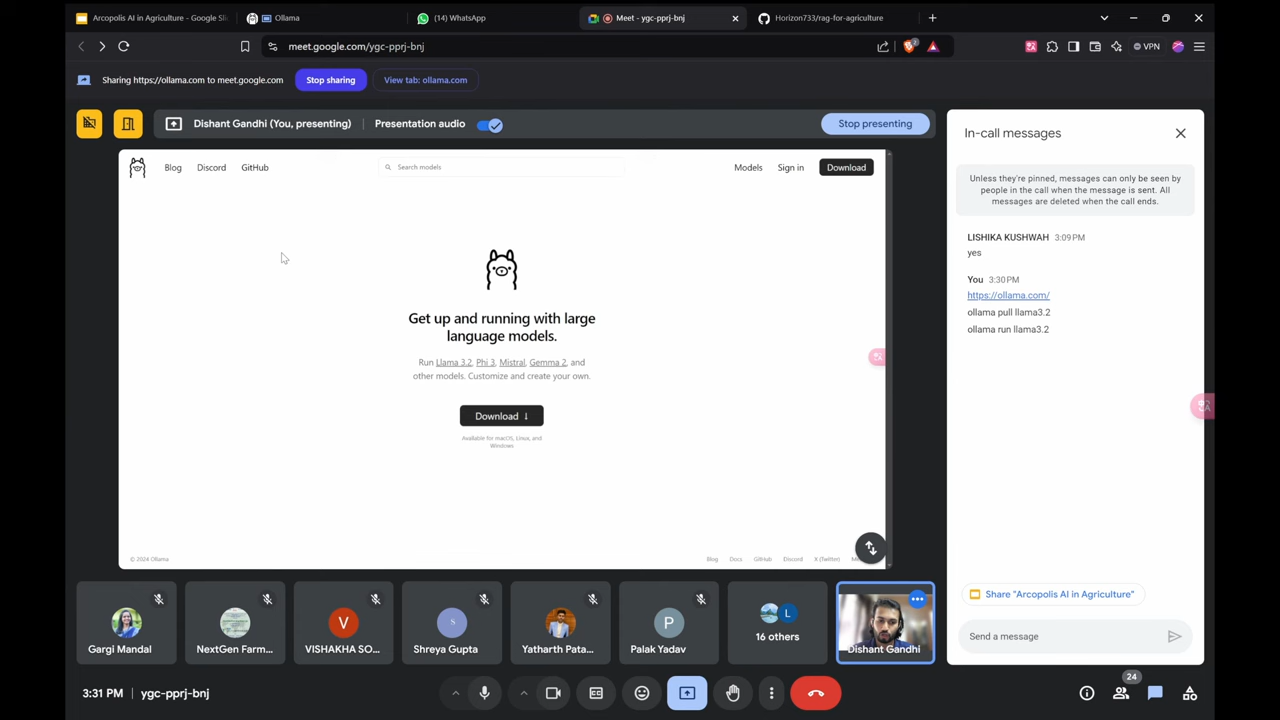 Arcopolis AI in Agriculture - Google Slid
Ollama
(14) WhatsApp
Meet - ygc-pprj-bnj
Horizon733/rag-for-agriculture
meet.google.com/ygc-pprj-bnj
VPN
Sharing https://ollama.com to meet.google.com
Stop sharing
View tab: ollama.com
Dishant Gandhi (You, presenting)
Presentation audio
Stop presenting
Blog
Discord
GitHub
Search models
Models
Sign in
Download
Get up and running with large
language models.
Run Llama 3.2, Phi 3, Mistral, Gemma 2, and
other models. Customize and create your own.
Download ↓
Available for macOS, Linux, and
Windows
© 2024 Ollama
Blog
Docs
GitHub
Discord
X (Twitter)
In-call messages
Unless they're pinned, messages can only be seen by
people in the call when the message is sent. All
messages are deleted when the call ends.
LISHIKA KUSHWAH 3:09 PM
yes
You 3:30 PM
https://ollama.com/
ollama pull llama3.2
ollama run llama3.2
Share "Arcopolis AI in Agriculture"
Send a message
Gargi Mandal
NextGen Farm...
V
VISHAKHA SO...
S
Shreya Gupta
Yatharth Pata...
P
Palak Yadav
L
16 others
Dishant Gandhi
3:31 PM
ygc-pprj-bnj
24